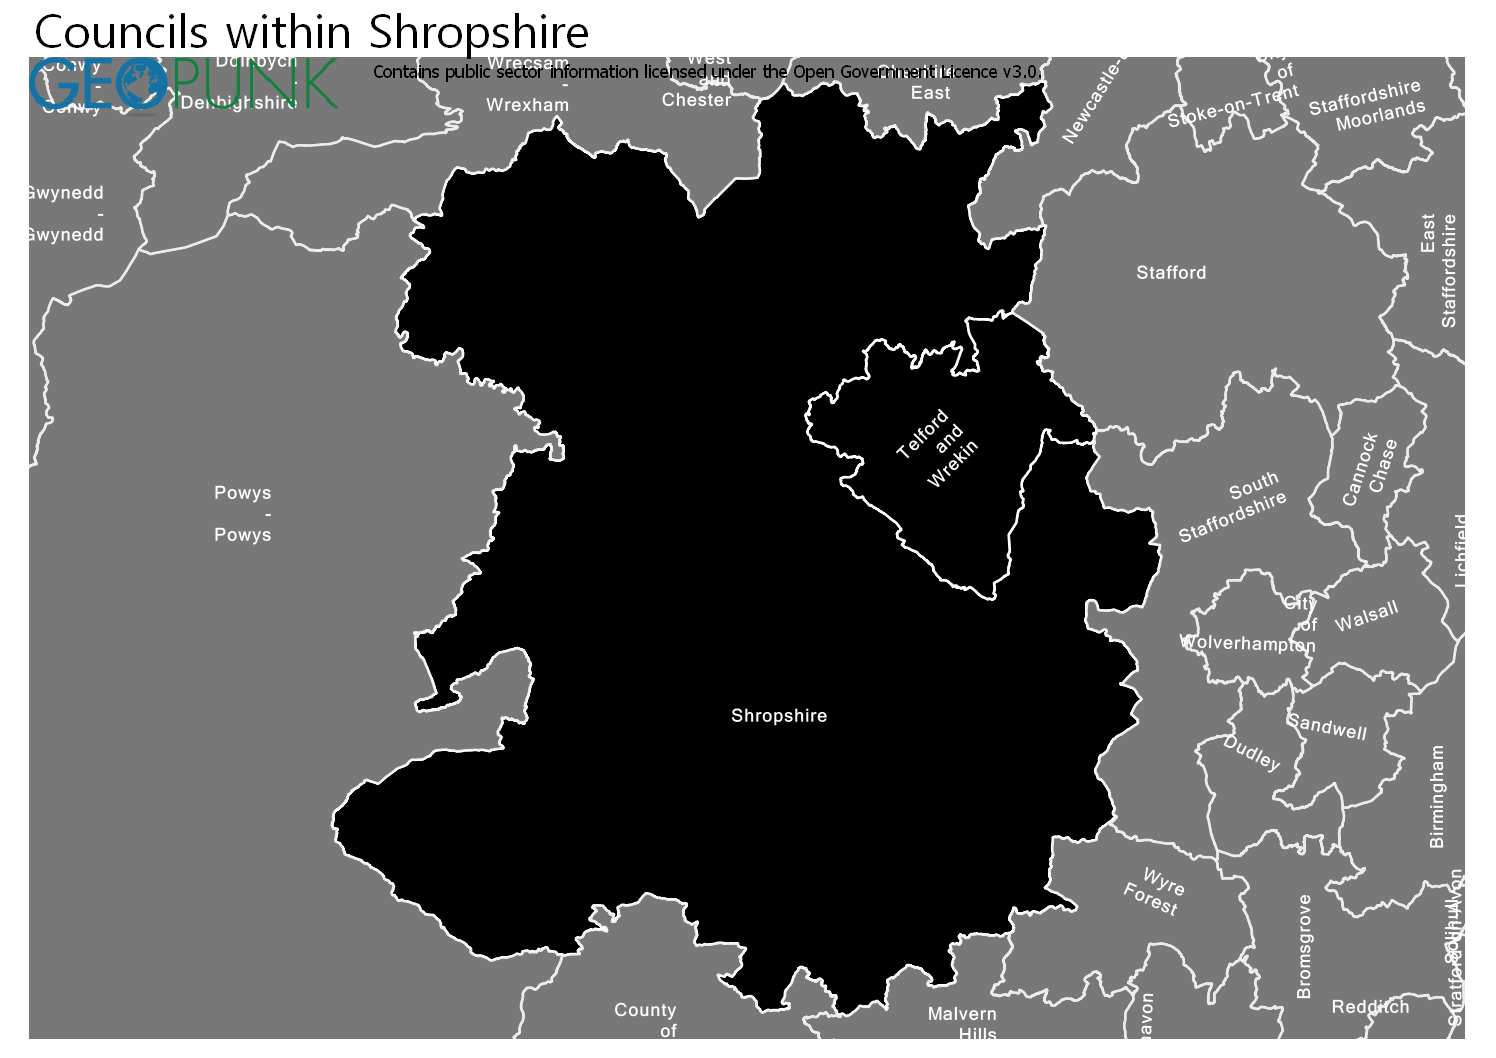 Councils within Shropshire
GEOPUNK
Contains public sector information licensed under the Open Government Licence v3.0.
Conwy
-
Conwy
-
Denbighshire
Wrecsam
-
Wrexham
West
and
Chester
East
Newcastle-
of
Stoke-on-Trent
Staffordshire
Moorlands
Gwynedd
-
Gwynedd
East
Staffordshire
Stafford
Telford
and
Wrekin
Cannock
Chase
Powys
-
Powys
South
Staffordshire
Lichfield
City
of
Wolverhampton
Walsall
Shropshire
Sandwell
Dudley
Birmingham
Wyre
Forest
Bromsgrove
Solihull
Stratford-on-Avon
County
of
Malvern
Hills
Redditch